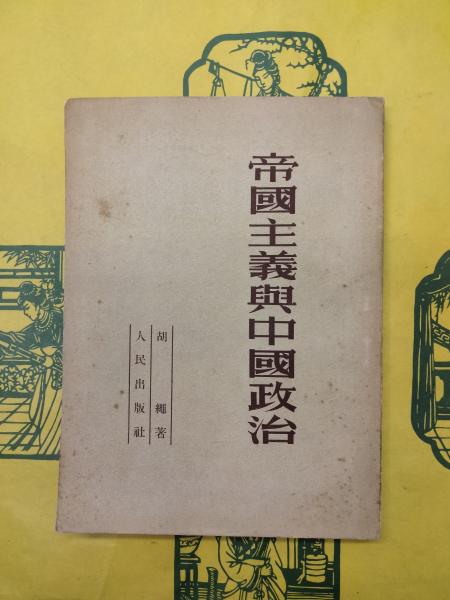 帝國主義與中國政治
胡繩著
人民出版社